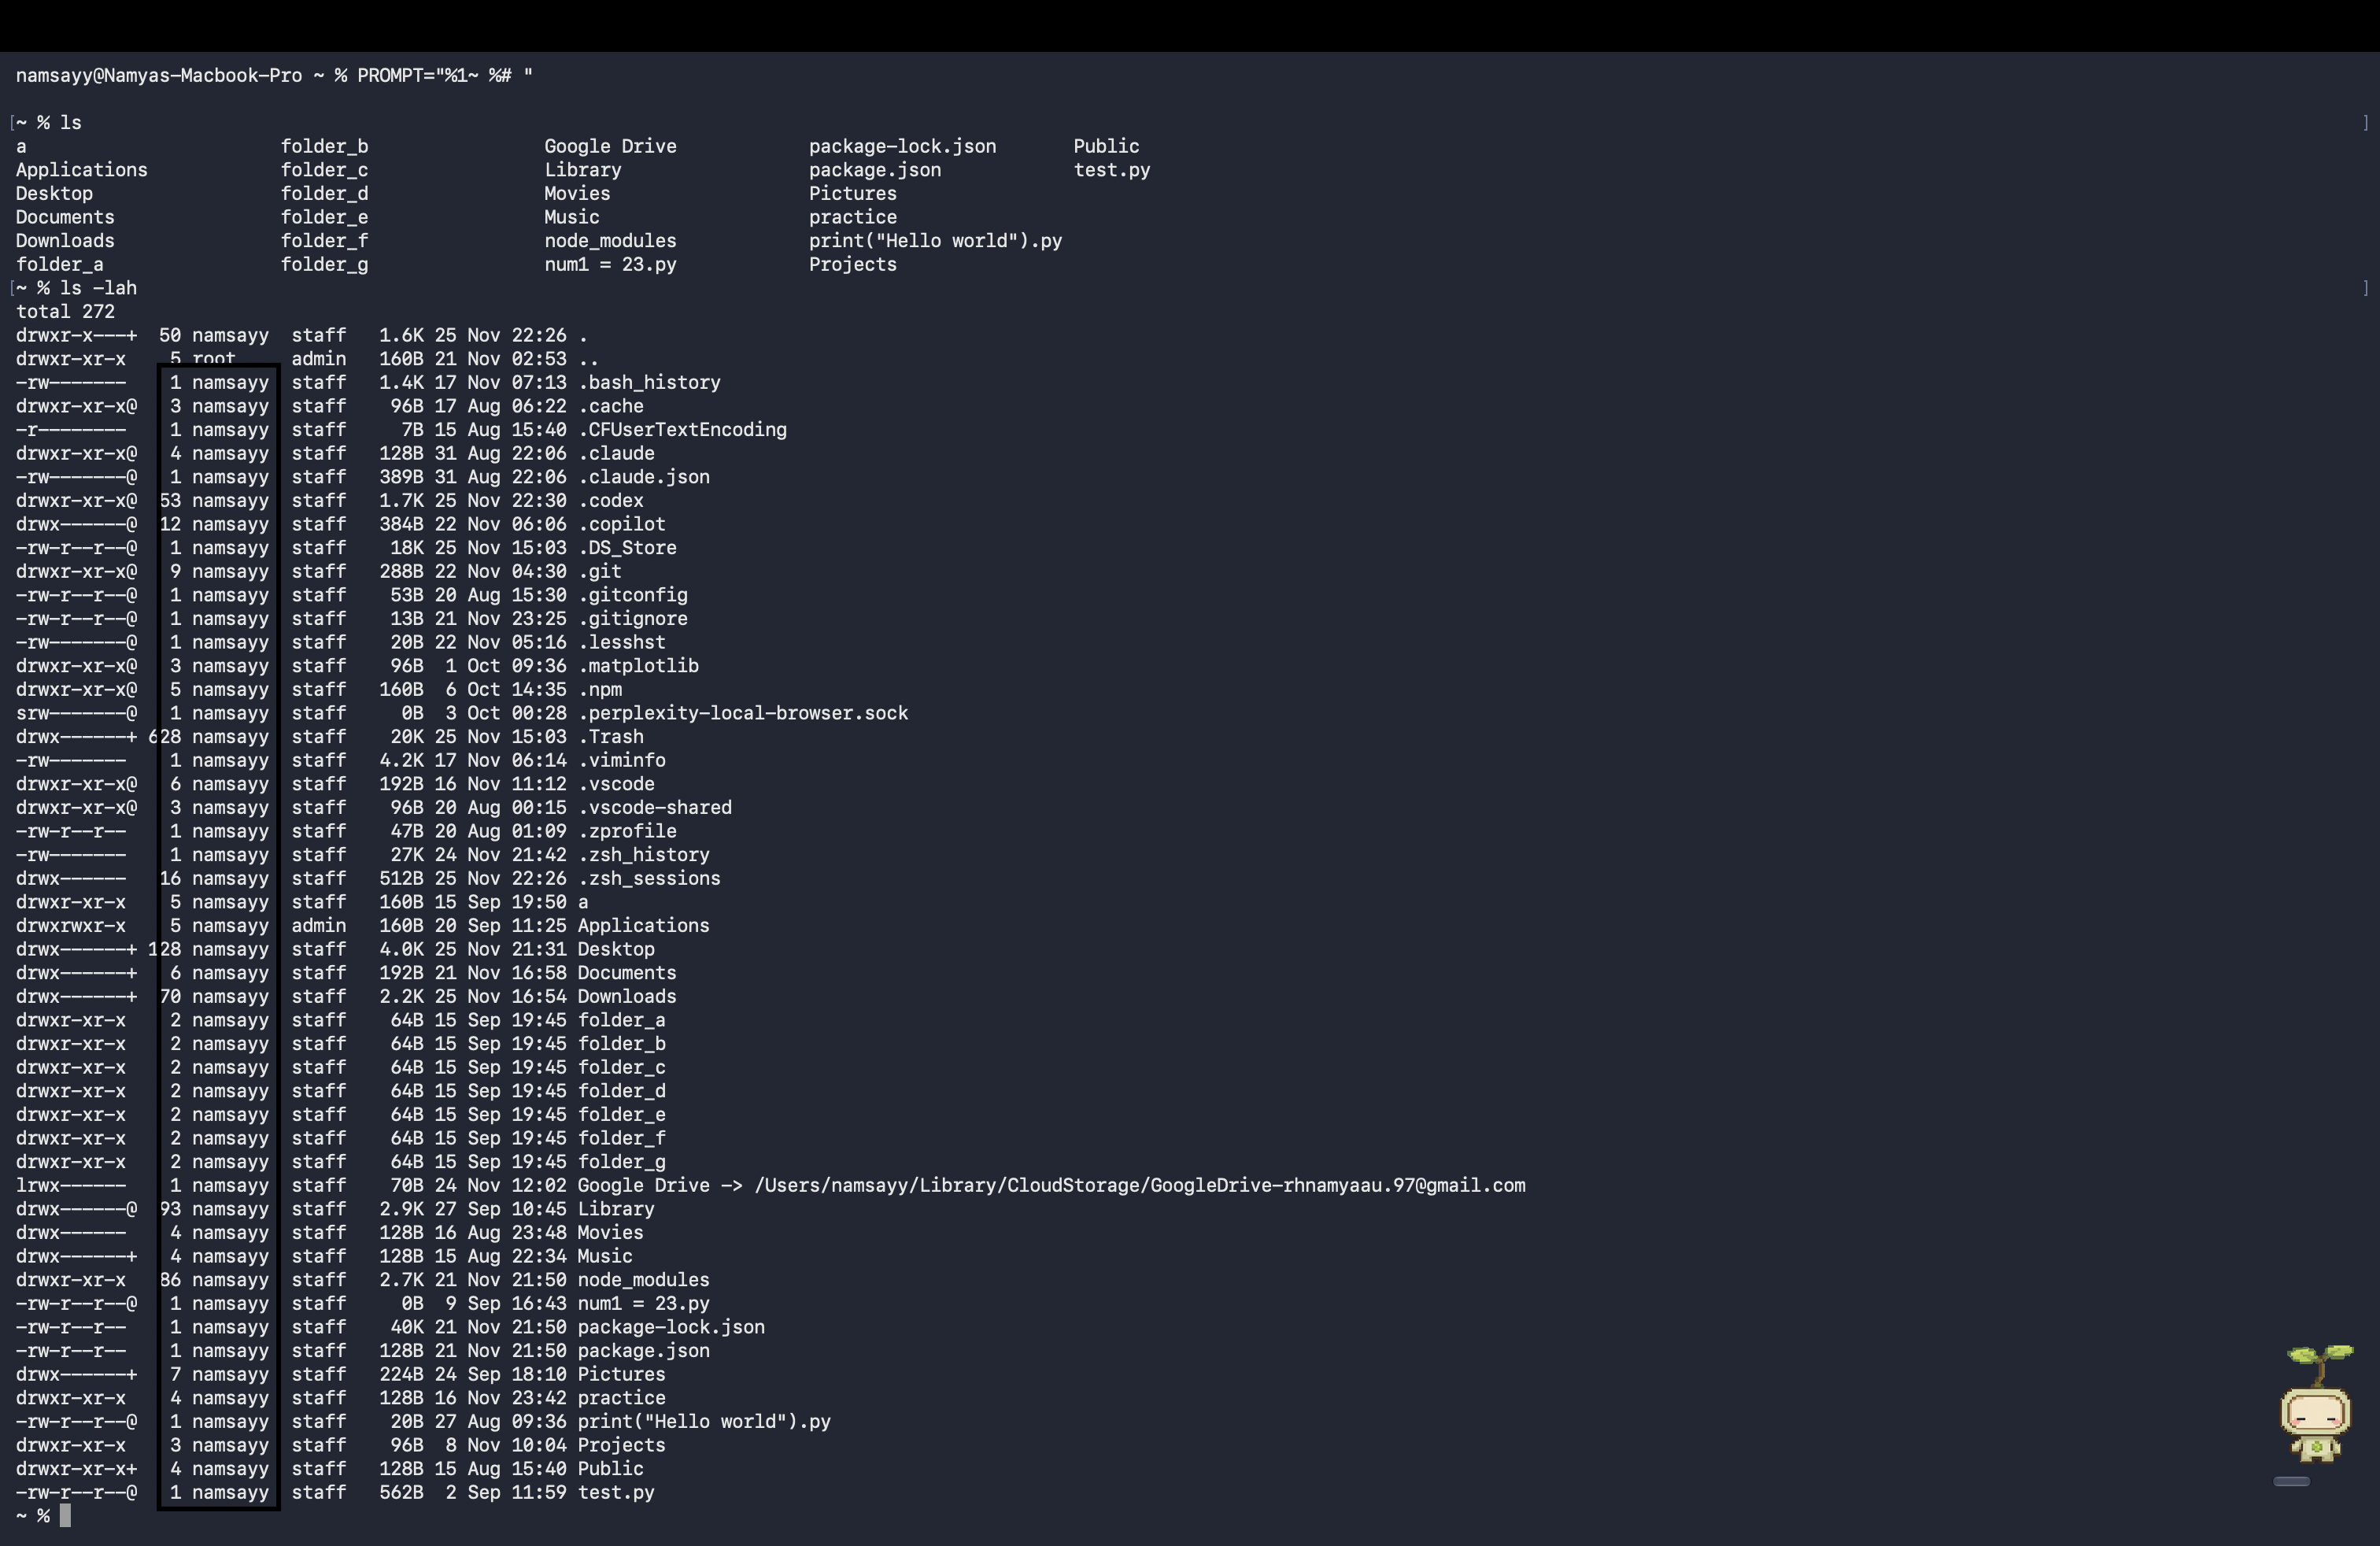 namsayy@Namyas-Macbook-Pro ~ % PROMPT="%1~ %# "
[~ % ls ]
a folder_b Google Drive package-lock.json Public
Applications folder_c Library package.json test.py
Desktop folder_d Movies Pictures
Documents folder_e Music practice
Downloads folder_f node_modules print("Hello world").py
folder_a folder_g num1 = 23.py Projects
[~ % ls -lah ]
total 272
drwxr-x---+ 50 namsayy staff 1.6K 25 Nov 22:26 .
drwxr-xr-x 5 root admin 160B 21 Nov 02:53 ..
-rw------- 1 namsayy staff 1.4K 17 Nov 07:13 .bash_history
drwxr-xr-x@ 3 namsayy staff 96B 17 Aug 06:22 .cache
-r-------- 1 namsayy staff 7B 15 Aug 15:40 .CFUserTextEncoding
drwxr-xr-x@ 4 namsayy staff 128B 31 Aug 22:06 .claude
-rw-------@ 1 namsayy staff 389B 31 Aug 22:06 .claude.json
drwxr-xr-x@ 53 namsayy staff 1.7K 25 Nov 22:30 .codex
drwx------@ 12 namsayy staff 384B 22 Nov 06:06 .copilot
-rw-r--r--@ 1 namsayy staff 18K 25 Nov 15:03 .DS_Store
drwxr-xr-x@ 9 namsayy staff 288B 22 Nov 04:30 .git
-rw-r--r--@ 1 namsayy staff 53B 20 Aug 15:30 .gitconfig
-rw-r--r--@ 1 namsayy staff 13B 21 Nov 23:25 .gitignore
-rw-------@ 1 namsayy staff 20B 22 Nov 05:16 .lesshst
drwxr-xr-x@ 3 namsayy staff 96B 1 Oct 09:36 .matplotlib
drwxr-xr-x@ 5 namsayy staff 160B 6 Oct 14:35 .npm
srw-------@ 1 namsayy staff 0B 3 Oct 00:28 .perplexity-local-browser.sock
drwx------+ 628 namsayy staff 20K 25 Nov 15:03 .Trash
-rw------- 1 namsayy staff 4.2K 17 Nov 06:14 .viminfo
drwxr-xr-x@ 6 namsayy staff 192B 16 Nov 11:12 .vscode
drwxr-xr-x@ 3 namsayy staff 96B 20 Aug 00:15 .vscode-shared
-rw-r--r-- 1 namsayy staff 47B 20 Aug 01:09 .zprofile
-rw------- 1 namsayy staff 27K 24 Nov 21:42 .zsh_history
drwx------ 16 namsayy staff 512B 25 Nov 22:26 .zsh_sessions
drwxr-xr-x 5 namsayy staff 160B 15 Sep 19:50 a
drwxrwxr-x 5 namsayy admin 160B 20 Sep 11:25 Applications
drwx------+ 128 namsayy staff 4.0K 25 Nov 21:31 Desktop
drwx------+ 6 namsayy staff 192B 21 Nov 16:58 Documents
drwx------+ 70 namsayy staff 2.2K 25 Nov 16:54 Downloads
drwxr-xr-x 2 namsayy staff 64B 15 Sep 19:45 folder_a
drwxr-xr-x 2 namsayy staff 64B 15 Sep 19:45 folder_b
drwxr-xr-x 2 namsayy staff 64B 15 Sep 19:45 folder_c
drwxr-xr-x 2 namsayy staff 64B 15 Sep 19:45 folder_d
drwxr-xr-x 2 namsayy staff 64B 15 Sep 19:45 folder_e
drwxr-xr-x 2 namsayy staff 64B 15 Sep 19:45 folder_f
drwxr-xr-x 2 namsayy staff 64B 15 Sep 19:45 folder_g
lrwx------ 1 namsayy staff 70B 24 Nov 12:02 Google Drive -> /Users/namsayy/Library/CloudStorage/GoogleDrive-rhnamyaau.97@gmail.com
drwx------@ 93 namsayy staff 2.9K 27 Sep 10:45 Library
drwx------ 4 namsayy staff 128B 16 Aug 23:48 Movies
drwx------+ 4 namsayy staff 128B 15 Aug 22:34 Music
drwxr-xr-x 86 namsayy staff 2.7K 21 Nov 21:50 node_modules
-rw-r--r--@ 1 namsayy staff 0B 9 Sep 16:43 num1 = 23.py
-rw-r--r-- 1 namsayy staff 40K 21 Nov 21:50 package-lock.json
-rw-r--r-- 1 namsayy staff 128B 21 Nov 21:50 package.json
drwx------+ 7 namsayy staff 224B 24 Sep 18:10 Pictures
drwxr-xr-x 4 namsayy staff 128B 16 Nov 23:42 practice
-rw-r--r--@ 1 namsayy staff 20B 27 Aug 09:36 print("Hello world").py
drwxr-xr-x 3 namsayy staff 96B 8 Nov 10:04 Projects
drwxr-xr-x+ 4 namsayy staff 128B 15 Aug 15:40 Public
-rw-r--r--@ 1 namsayy staff 562B 2 Sep 11:59 test.py
~ %